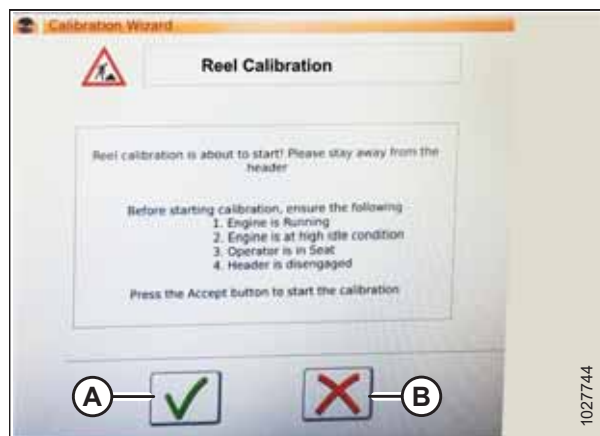 Calibration Wizard
Reel Calibration
Reel calibration is about to start! Please stay away from the
header
Before starting calibration, ensure the following
1. Engine is Running
2. Engine is at high idle condition
3. Operator is in Seat
4. Header is disengaged
Press the Accept button to start the calibration
A
B
1027744